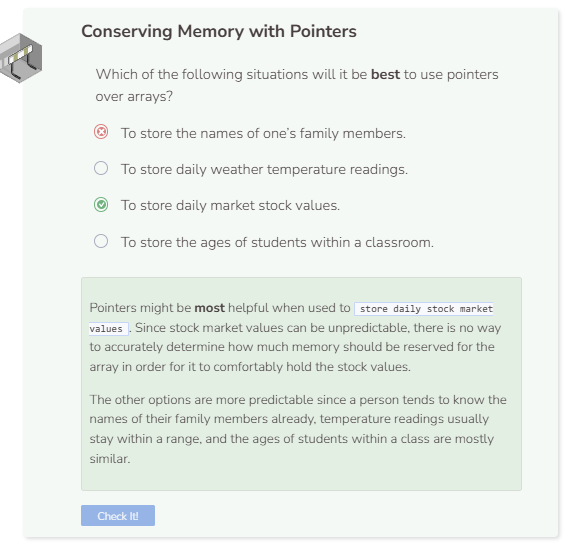 Conserving Memory with Pointers
Which of the following situations will it be best to use pointers
over arrays?
To store the names of one's family members.
To store daily weather temperature readings.
To store daily market stock values.
To store the ages of students within a classroom.
Pointers might be most helpful when used to store daily stock market
values . Since stock market values can be unpredictable, there is no way
to accurately determine how much memory should be reserved for the
array in order for it to comfortably hold the stock values.
The other options are more predictable since a person tends to know the
names of their family members already, temperature readings usually
stay within a range, and the ages of students within a class are mostly
similar.
Check It!